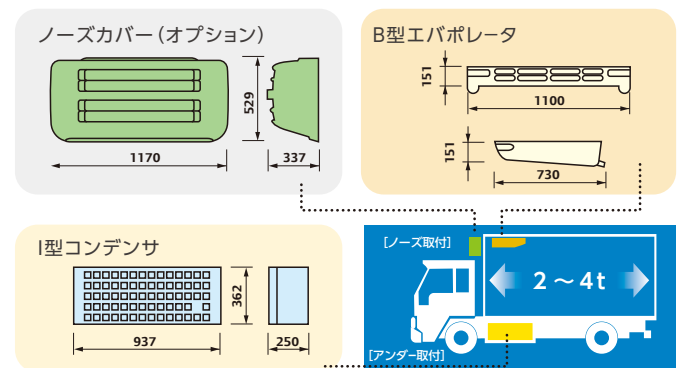 ノーズカバー（オプション）
529
1170
337
B型エバポレータ
151
1100
151
730
I型コンデンサ
362
937
250
[ノーズ取付]
2～4t
[アンダー取付]